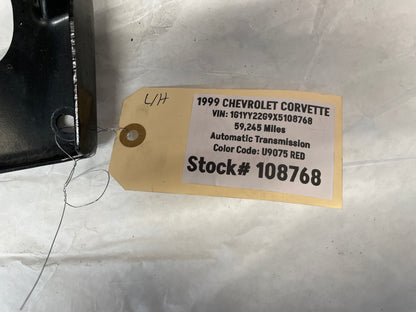 L/H
1999 CHEVROLET CORVETTE
VIN: 1G1YY22G9X5108768
59,245 Miles
Automatic Transmission
Color Code: U9075 RED
Stock# 108768